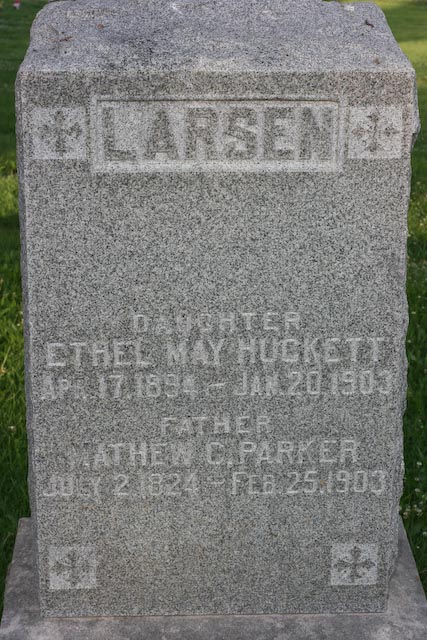 LARSEN
DAUGHTER
ETHEL MAY HUCKETT
APR. 17, 1894 – JAN. 20, 1903
FATHER
MATHEW C. PARKER
JULY 2, 1824 – FEB. 25, 1903